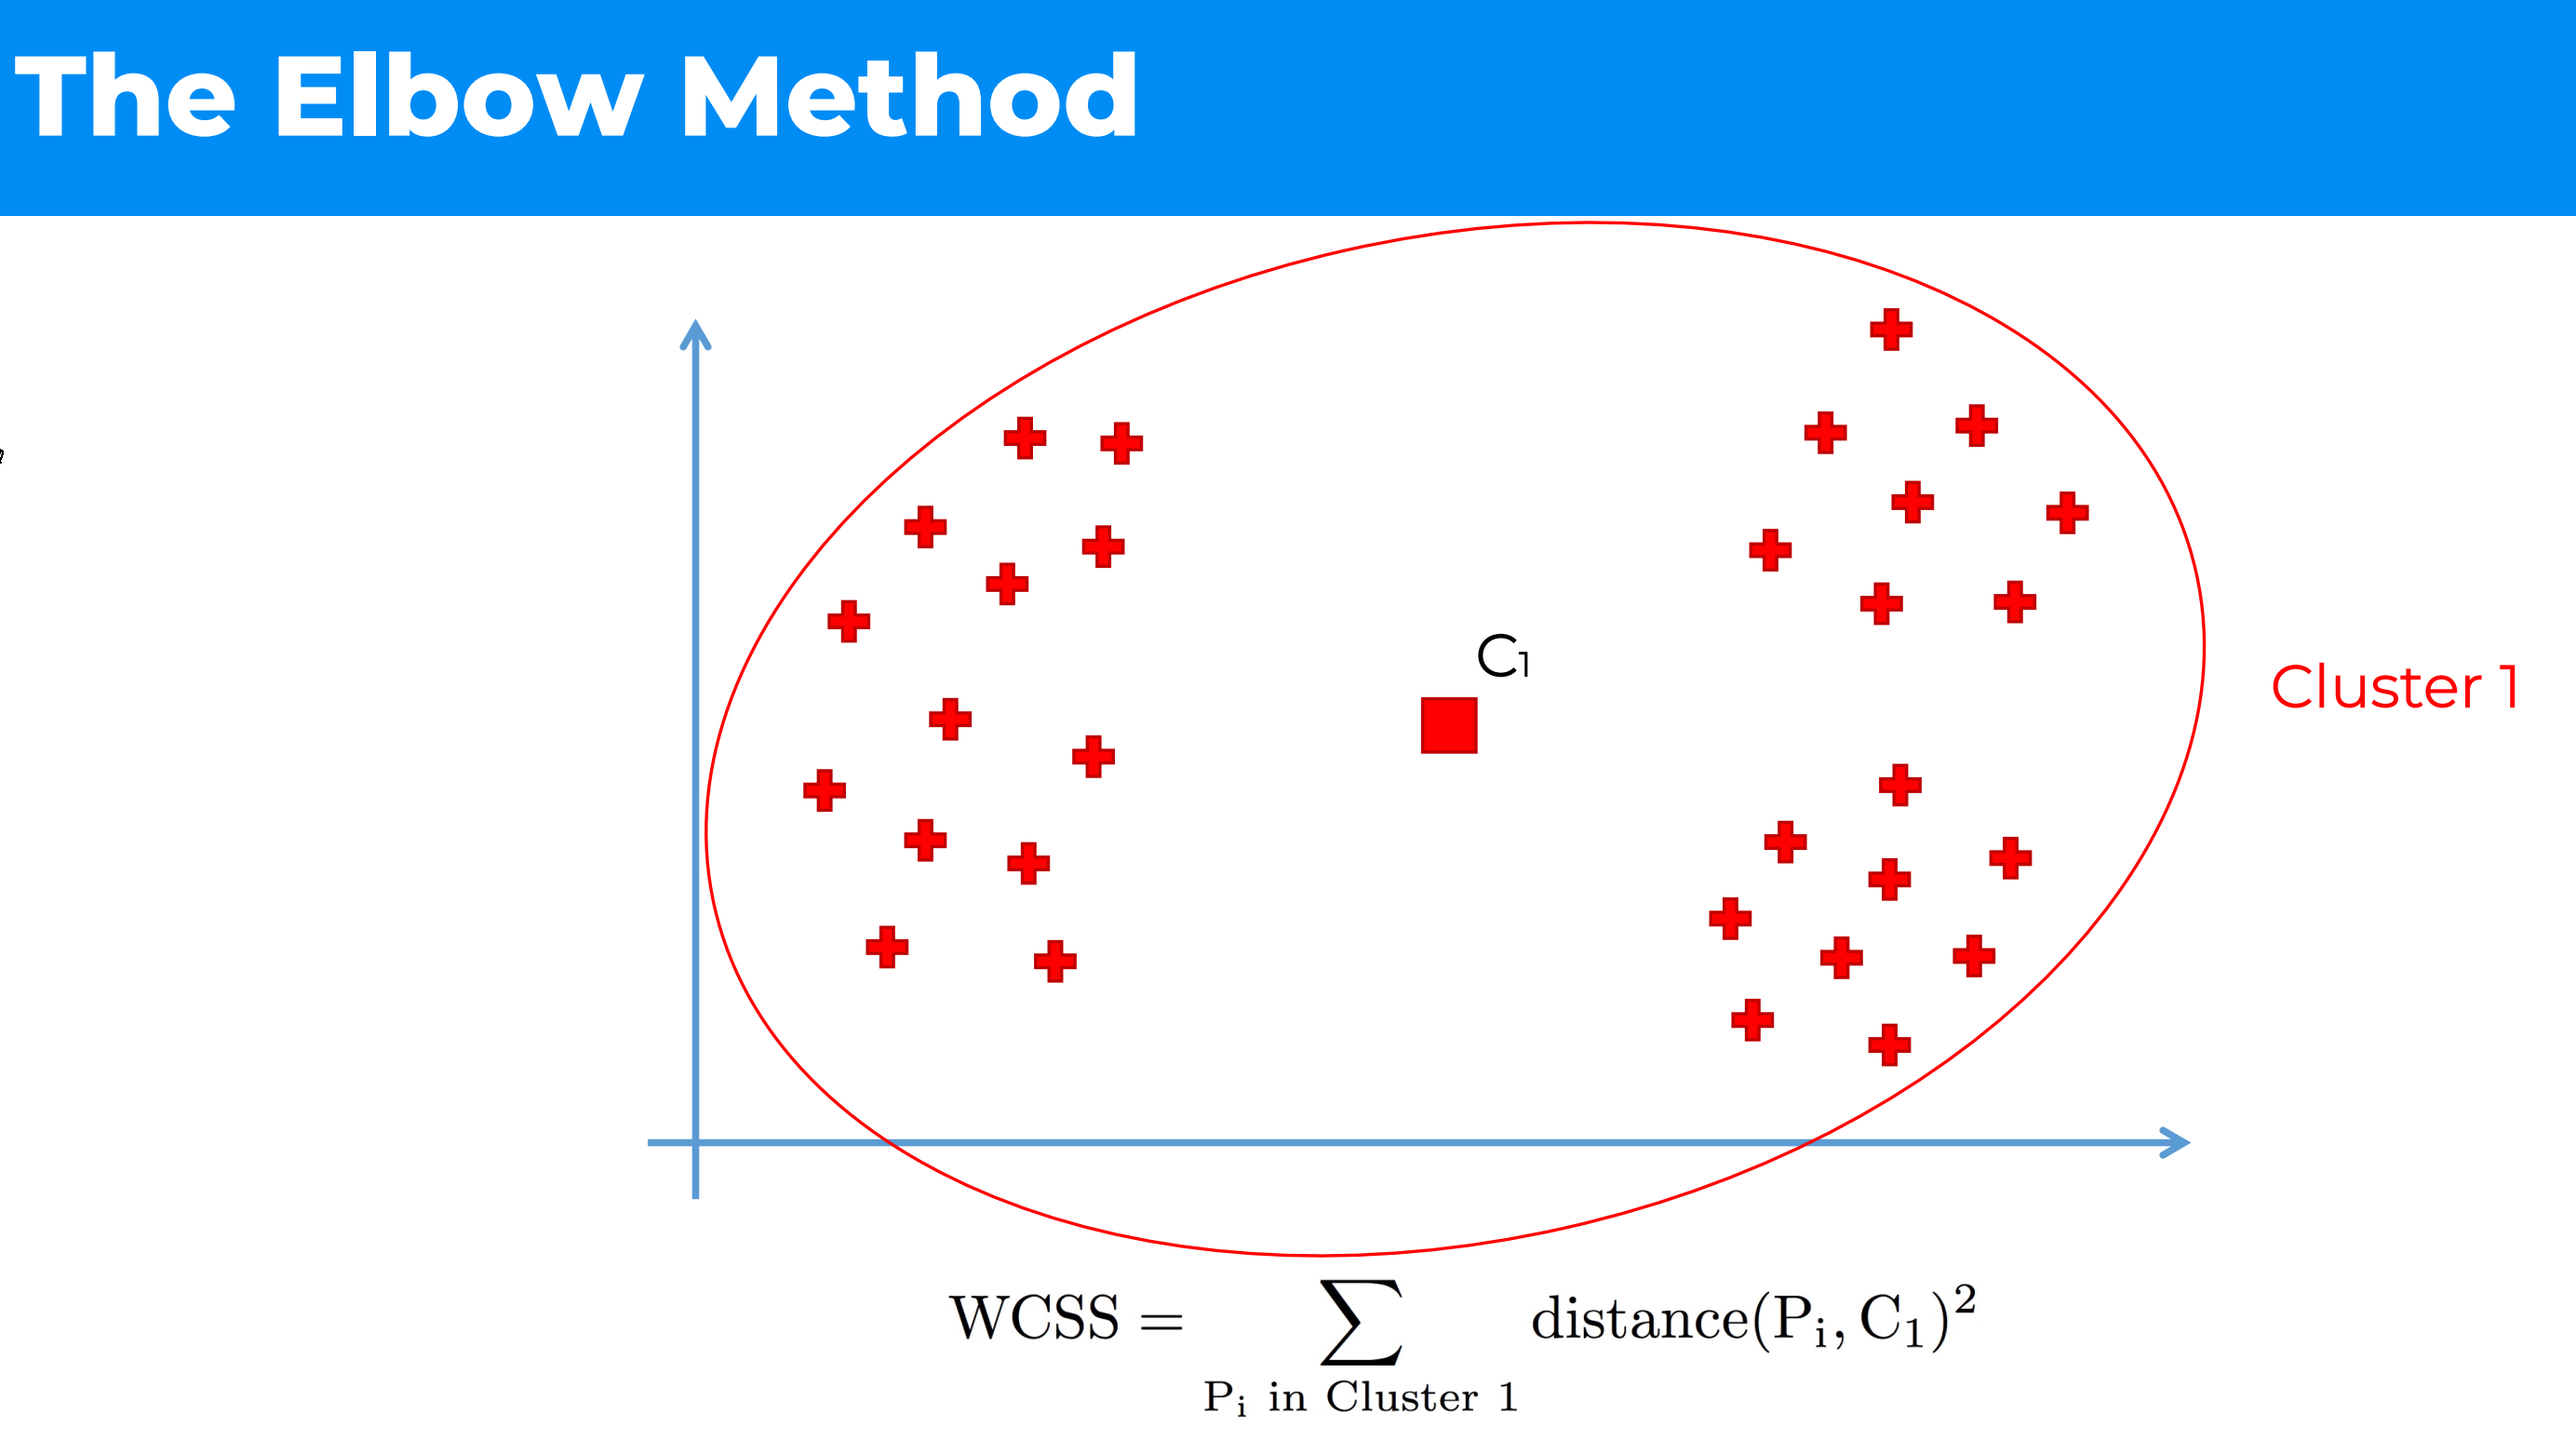 The Elbow Method
C₁
Cluster 1
WCSS = ∑ distance(Pᵢ, C₁)²
Pᵢ in Cluster 1